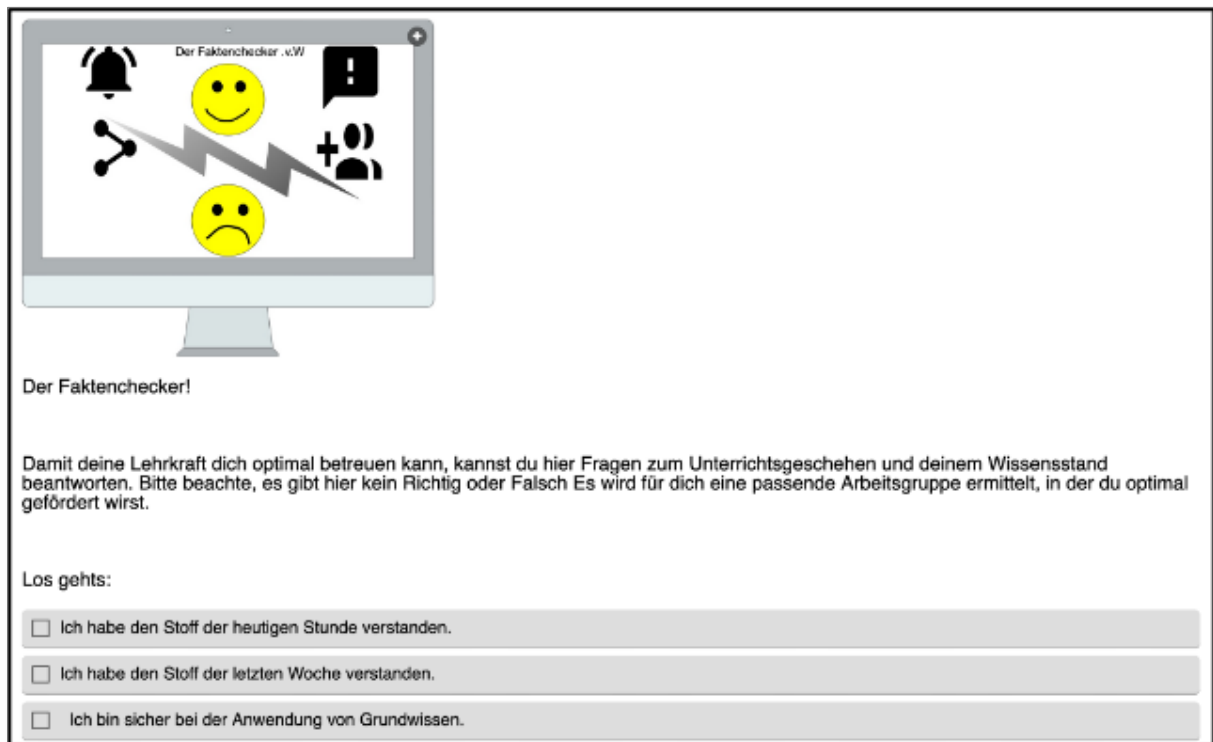 Der Faktenchecker .v.W
Der Faktenchecker!
Damit deine Lehrkraft dich optimal betreuen kann, kannst du hier Fragen zum Unterrichtsgeschehen und deinem Wissensstand
beantworten. Bitte beachte, es gibt hier kein Richtig oder Falsch Es wird für dich eine passende Arbeitsgruppe ermittelt, in der du optimal
gefördert wirst.
Los gehts:
Ich habe den Stoff der heutigen Stunde verstanden.
Ich habe den Stoff der letzten Woche verstanden.
Ich bin sicher bei der Anwendung von Grundwissen.